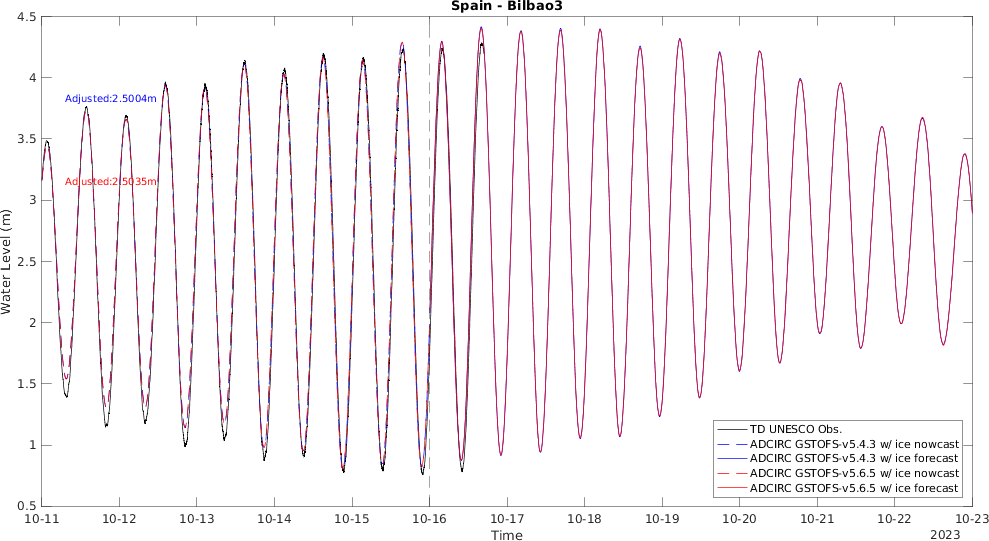 Spain - Bilbao3
4.5
4
3.5
3
2.5
2
1.5
1
0.5
Water Level (m)
Adjusted:2.5004m
Adjusted:2.5035m
TD UNESCO Obs.
ADCIRC GSTOFS-v5.4.3 w/ ice nowcast
ADCIRC GSTOFS-v5.4.3 w/ ice forecast
ADCIRC GSTOFS-v5.6.5 w/ ice nowcast
ADCIRC GSTOFS-v5.6.5 w/ ice forecast
10-11 10-12 10-13 10-14 10-15 10-16 10-17 10-18 10-19 10-20 10-21 10-22 10-23
Time
2023